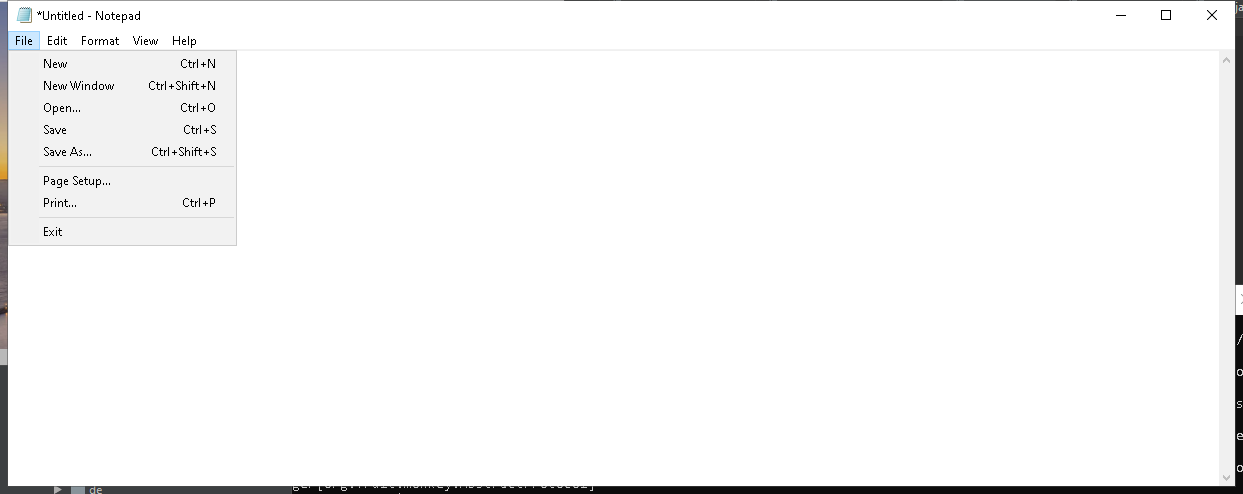 *Untitled - Notepad
File Edit Format View Help
New Ctrl+N
New Window Ctrl+Shift+N
Open... Ctrl+O
Save Ctrl+S
Save As... Ctrl+Shift+S
Page Setup... 
Print... Ctrl+P
Exit
de